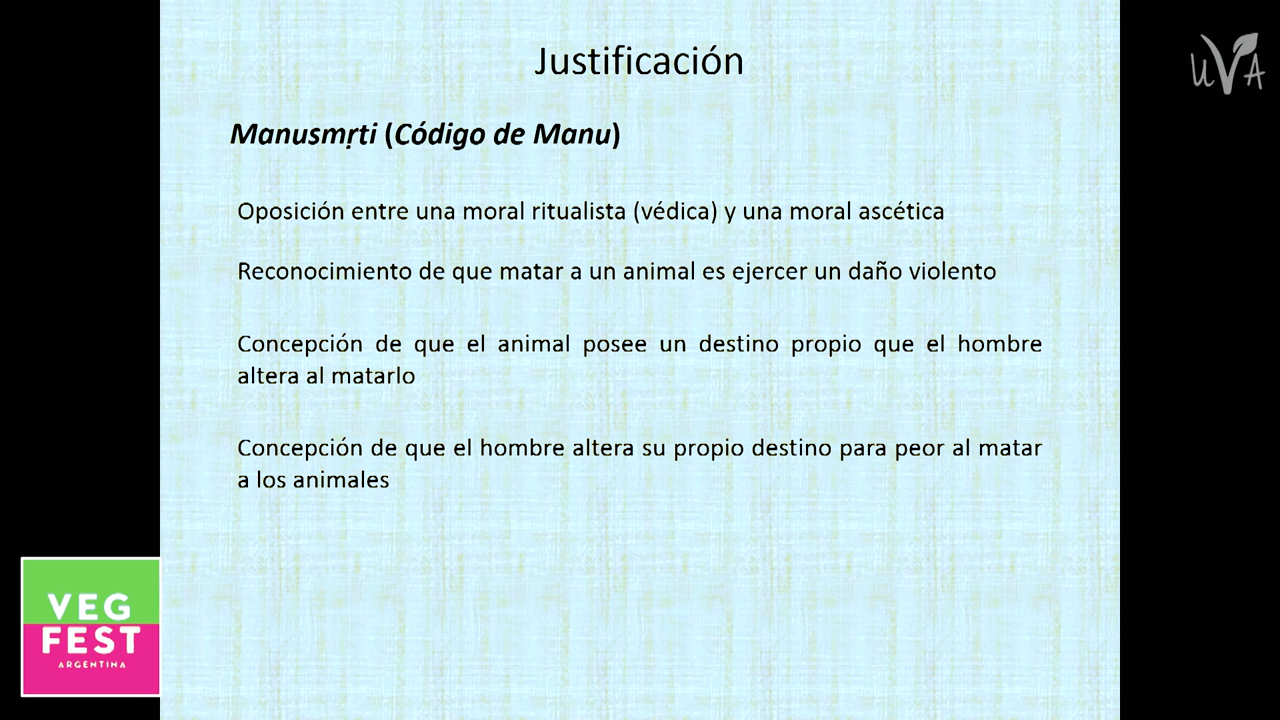 Justificación
UVA
Manusmṛti (Código de Manu)
Oposición entre una moral ritualista (védica) y una moral ascética
Reconocimiento de que matar a un animal es ejercer un daño violento
Concepción de que el animal posee un destino propio que el hombre
altera al matarlo
Concepción de que el hombre altera su propio destino para peor al matar
a los animales
VEG
FEST
ARGENTINA